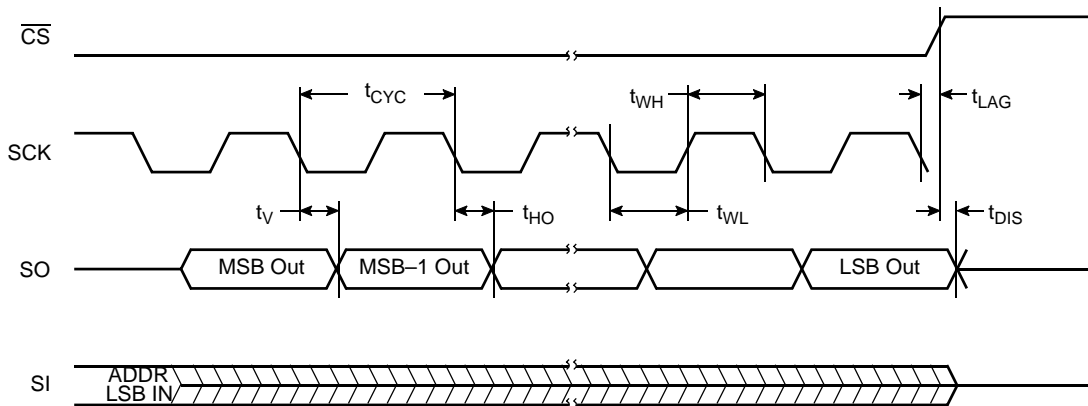 CS
tCYC
tWH
tLAG
SCK
tV
tHO
tWL
tDIS
SO
MSB Out
MSB–1 Out
LSB Out
SI
ADDR
LSB IN